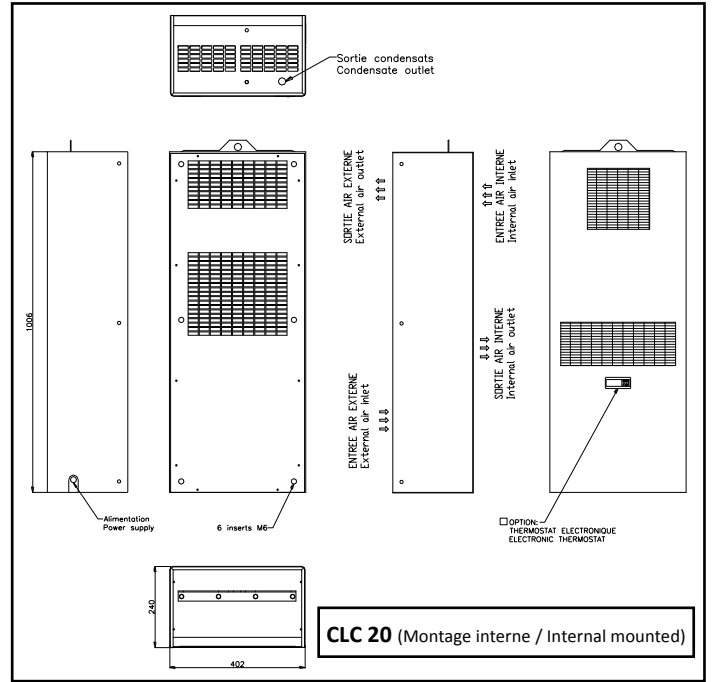 Sortie condensats
Condensate outlet
SORTIE AIR EXTERNE
External air outlet
ENTREE AIR INTERNE
Internal air inlet
1006
SORTIE AIR INTERNE
Internal air outlet
ENTREE AIR EXTERNE
External air inlet
Alimentation
Power supply
6 inserts M6
OPTION:
THERMOSTAT ELECTRONIQUE
ELECTRONIC THERMOSTAT
240
402
CLC 20 (Montage interne / Internal mounted)